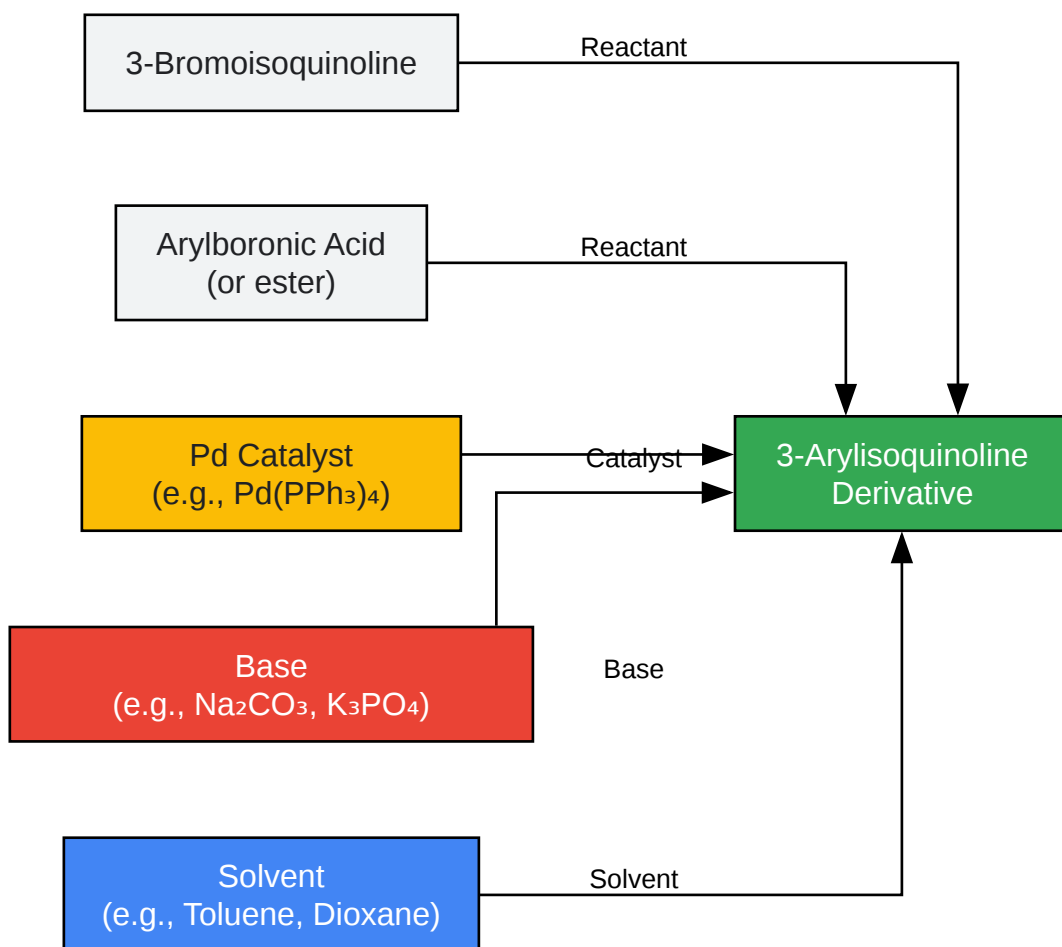 3-Bromoisoquinoline
Reactant
Arylboronic Acid
(or ester)
Reactant
Pd Catalyst
(e.g., Pd(PPh₃)₄)
Catalyst
3-Arylisoquinoline
Derivative
Base
(e.g., Na₂CO₃, K₃PO₄)
Base
Solvent
(e.g., Toluene, Dioxane)
Solvent